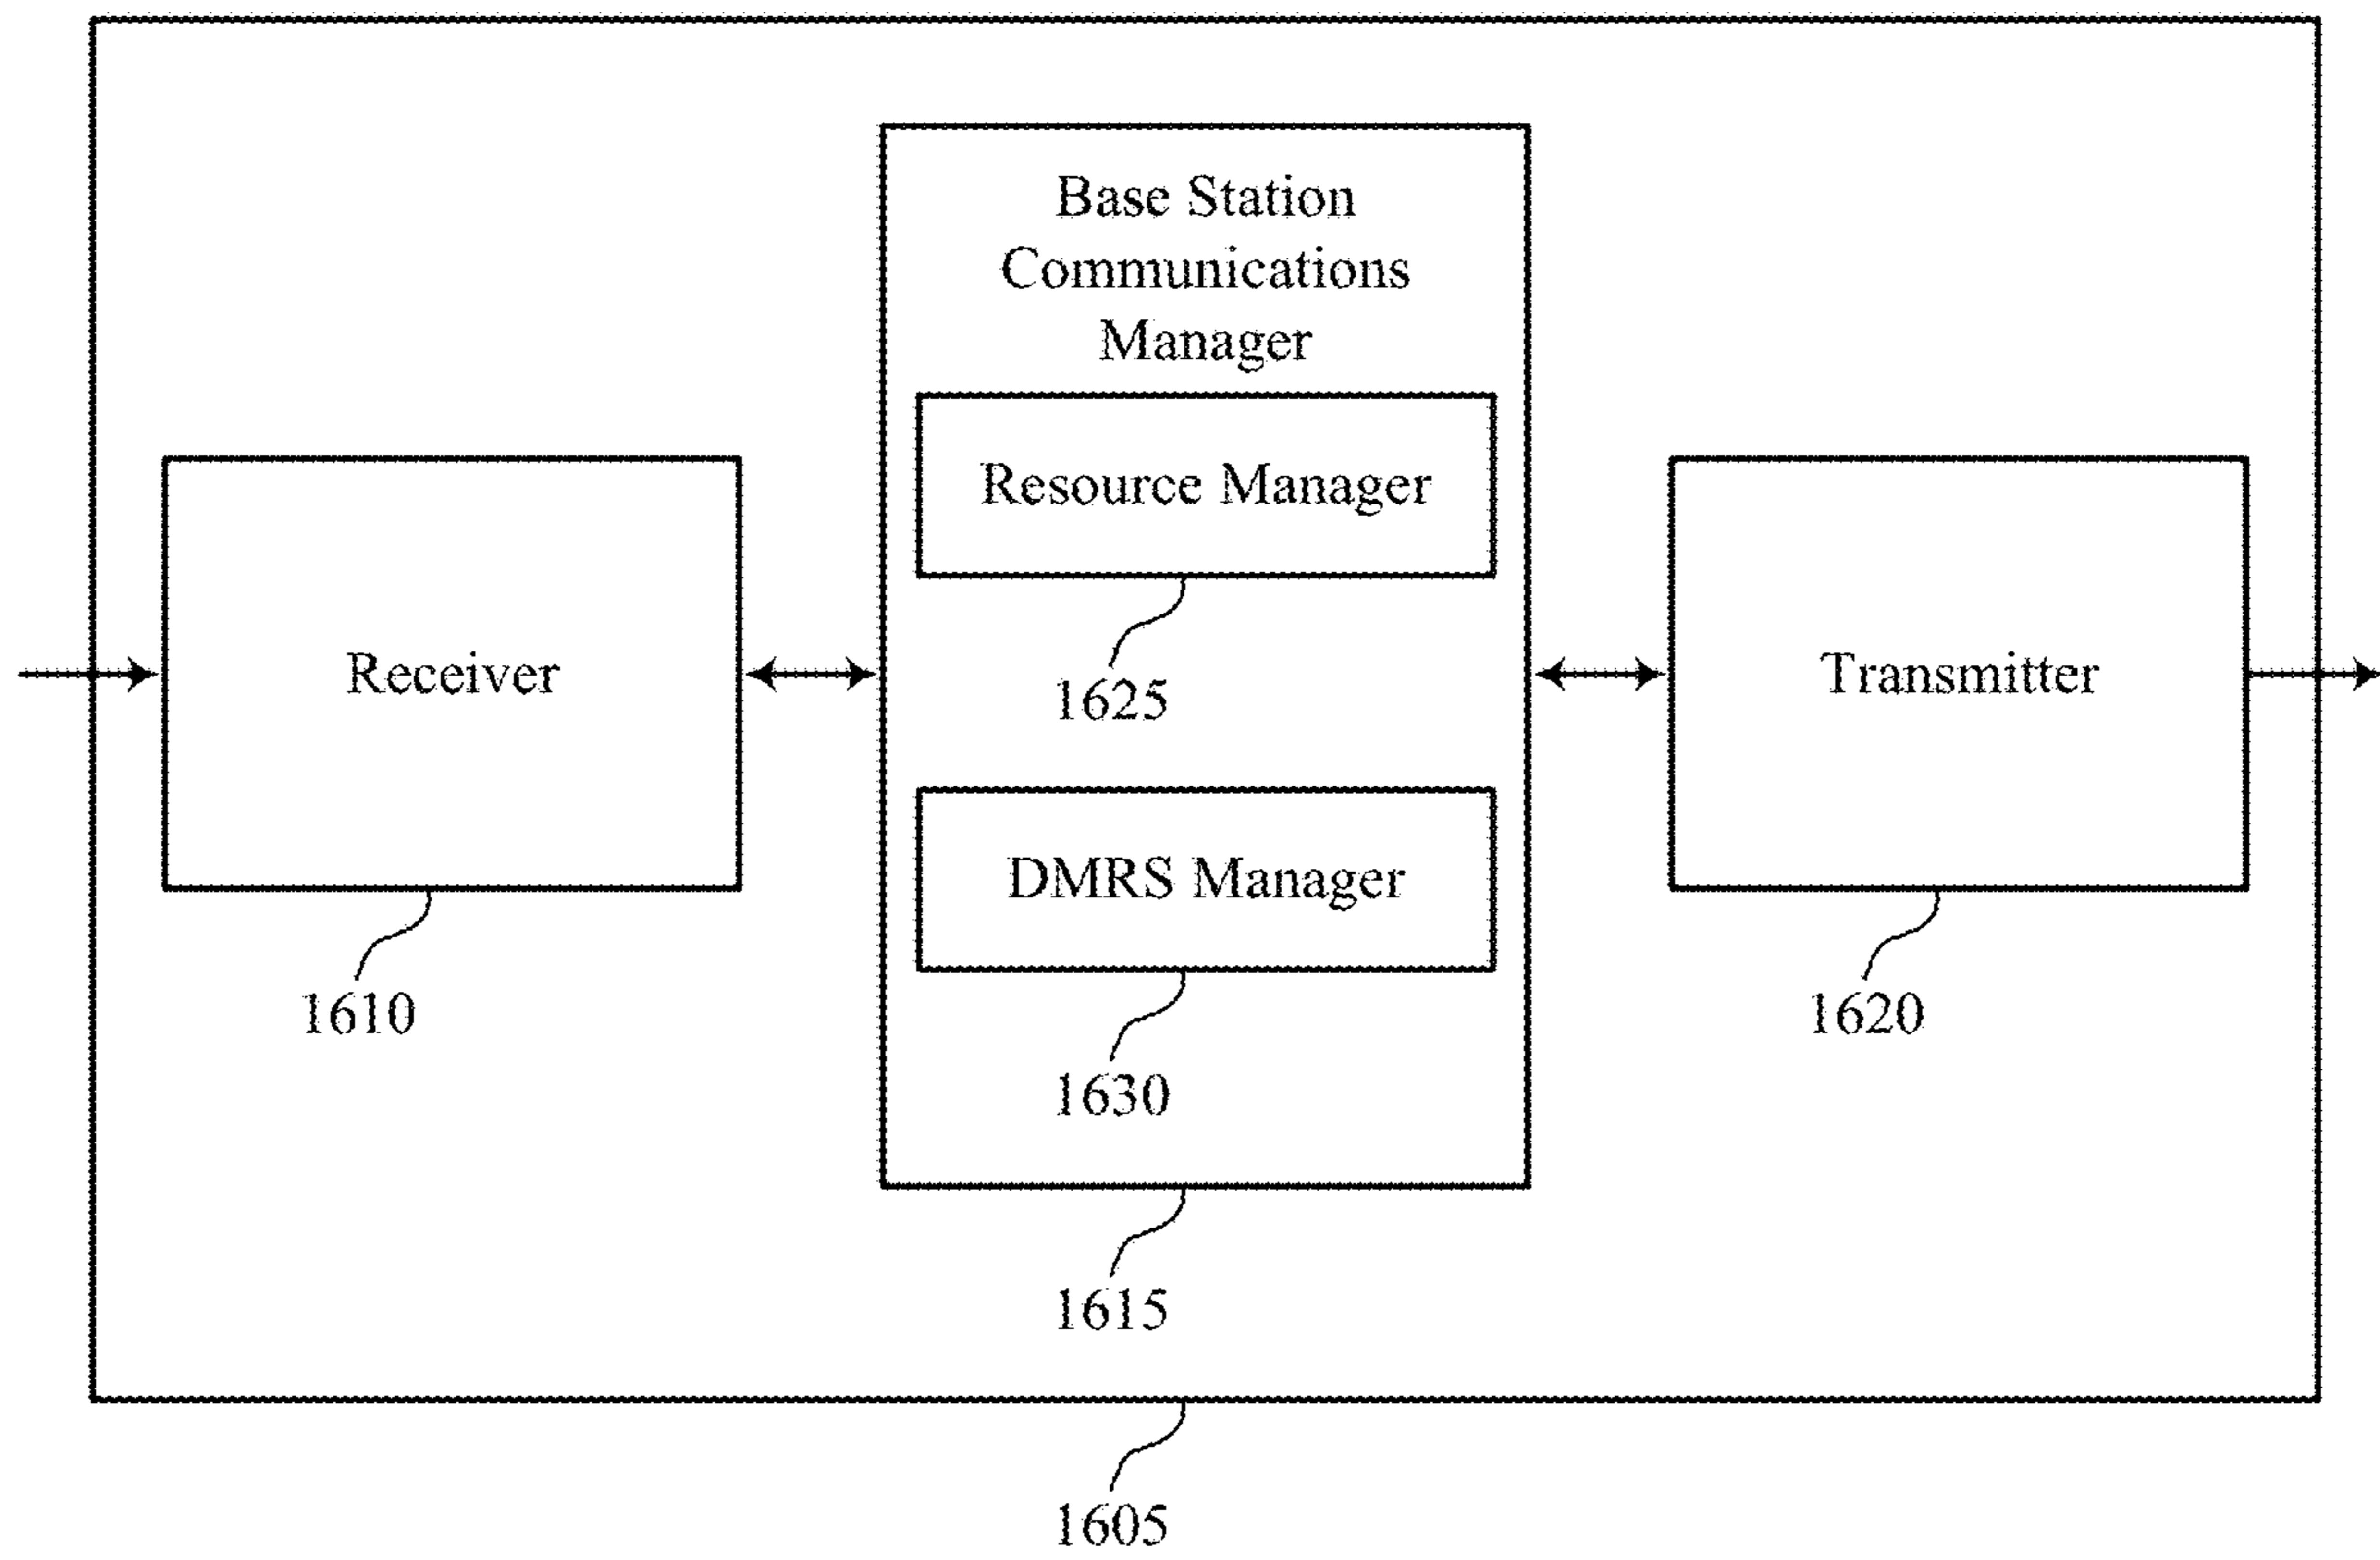 Base Station
Communications
Manager
Resource Manager
1625
Receiver
1610
DMRS Manager
1630
Transmitter
1620
1615
1605